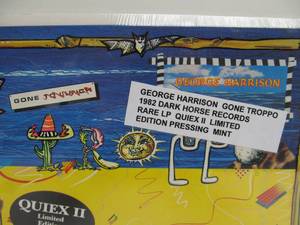 GEORGE HARRISON
GONE TROPPO
GEORGE HARRISON GONE TROPPO
1982 DARK HORSE RECORDS
RARE LP QUIEX II LIMITED
EDITION PRESSING MINT
QUIEX II
Limited
Edition